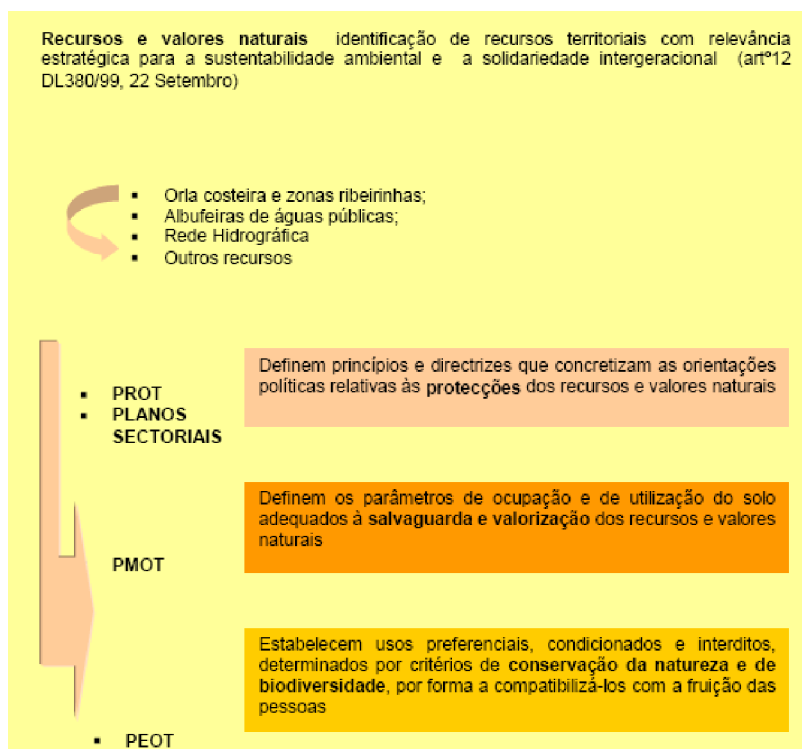 Recursos e valores naturais identificação de recursos territoriais com relevância
estratégica para a sustentabilidade ambiental e a solidariedade intergeracional (artº12
DL380/99, 22 Setembro)
▪ Orla costeira e zonas ribeirinhas;
▪ Albufeiras de águas públicas;
▪ Rede Hidrográfica
▪ Outros recursos
▪ PROT
▪ PLANOS
SECTORIAIS
Definem princípios e directrizes que concretizam as orientações
políticas relativas às protecções dos recursos e valores naturais
PMOT
Definem os parâmetros de ocupação e de utilização do solo
adequados à salvaguarda e valorização dos recursos e valores
naturais
▪ PEOT
Estabelecem usos preferenciais, condicionados e interditos,
determinados por critérios de conservação da natureza e de
biodiversidade, por forma a compatibilizá-los com a fruição das
pessoas